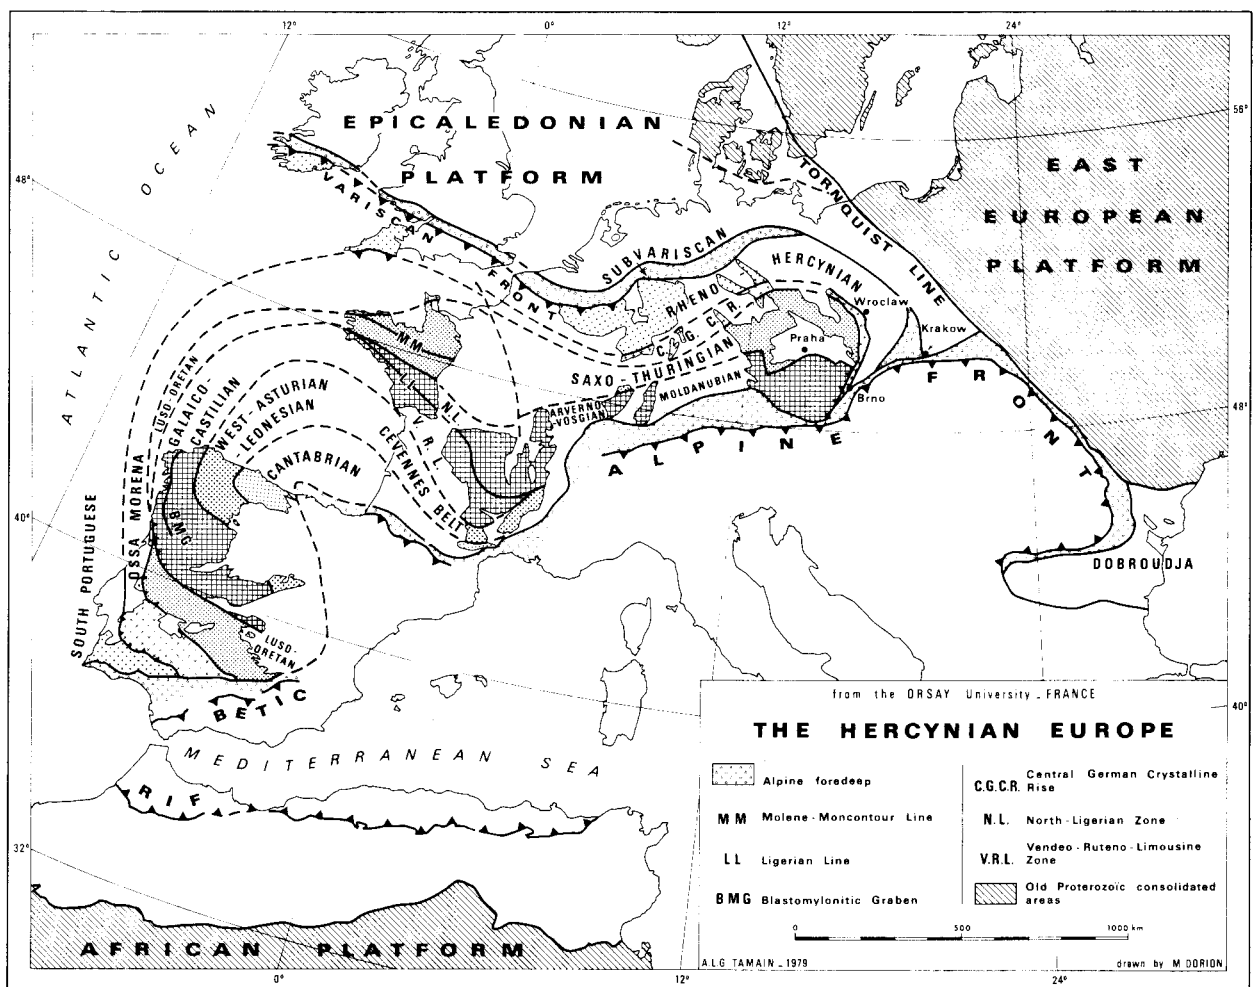 12°
0°
12°
24°
56°
EPICALEDONIAN
PLATFORM
EAST
EUROPEAN
PLATFORM
ATLANTIC OCEAN
48°
VARISCAN FRONT
TORNQUIST LINE
SUBVARISCAN
HERCYNIAN
RHENO
C.G.C.R.
Wroclaw
Krakow
Praha
Brno
SAXO-THURINGIAN
MOLDANUBIAN
ARVERNO
-VOSGIAN
MM
LL
N.L.
V.R.L.
CEVENNES BELT
ALPINE FRONT
48°
LUSO-ORETAN
GALAICO-
CASTILIAN
WEST-ASTURIAN
-LEONESIAN
CANTABRIAN
OSSA MORENA
BMG
SOUTH PORTUGUESE
40°
LUSO-
ORETAN
DOBROUDJA
BETIC
MEDITERRANEAN SEA
RIF
40°
32°
AFRICAN PLATFORM
0°
12°
24°
from the ORSAY University _ FRANCE
THE HERCYNIAN EUROPE
Alpine foredeep
MM Molene-Moncontour Line
LL Ligerian Line
BMG Blastomylonitic Graben
C.G.C.R. Central German Crystalline
Rise
N.L. North-Ligerian Zone
V.R.L. Vendeo-Ruteno-Limousine
Zone
Old Proterozoïc consolidated
areas
0 500 1000 km
A.L.G TAMAIN _ 1979
drawn by M DORION